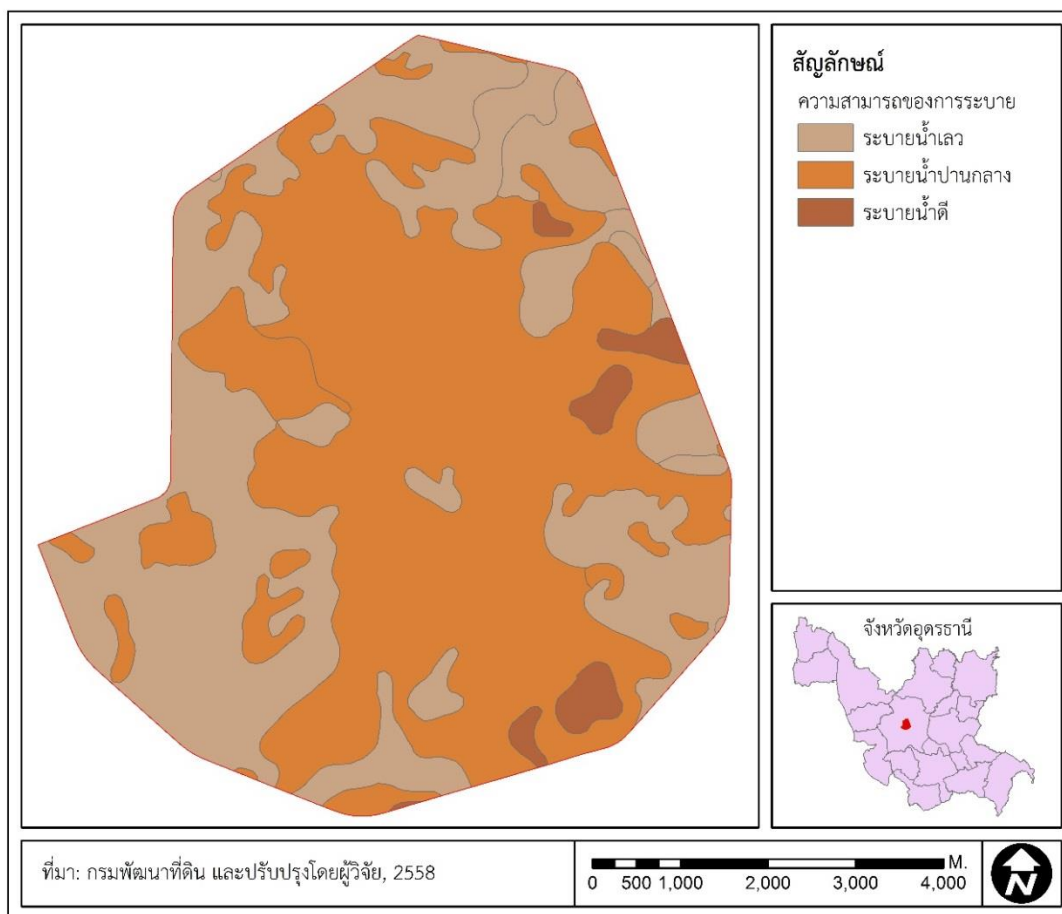 สัญลักษณ์
ความสามารถของการระบาย
ระบายน้ำเลว
ระบายน้ำปานกลาง
ระบายน้ำดี
จังหวัดอุดรธานี
ที่มา: กรมพัฒนาที่ดิน และปรับปรุงโดยผู้วิจัย, 2558
M.
0 500 1,000 2,000 3,000 4,000
N